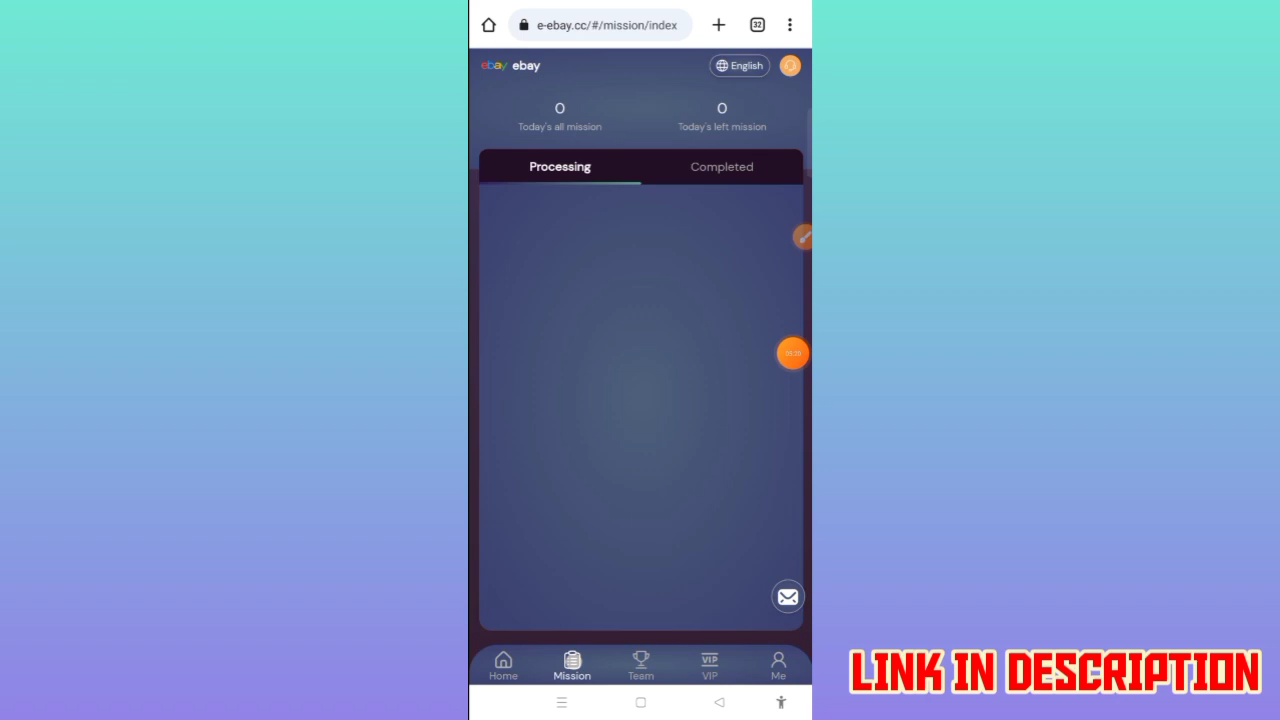 e-ebay.cc/#/mission/index
32
ebay ebay
English
0
Today's all mission
0
Today's left mission
Processing
Completed
Home
Mission
Team
VIP
VIP
Me
LINK IN DESCRIPTION